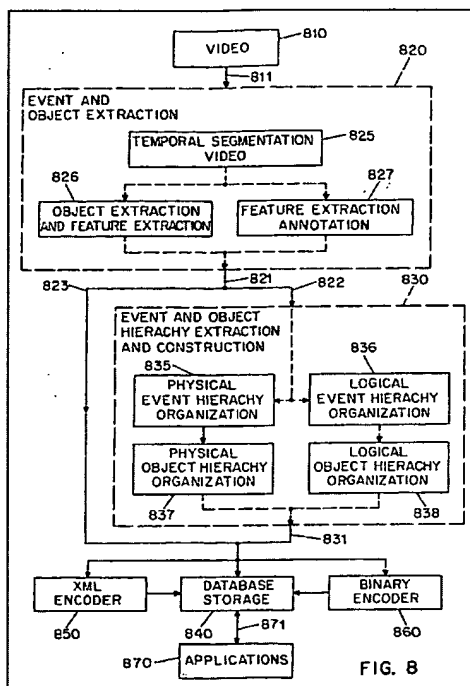 VIDEO
810
811
820
EVENT AND
OBJECT EXTRACTION
TEMPORAL SEGMENTATION
VIDEO
825
826
827
OBJECT EXTRACTION
AND FEATURE EXTRACTION
FEATURE EXTRACTION
ANNOTATION
821
823
822
830
EVENT AND OBJECT
HIERACHY EXTRACTION
AND CONSTRUCTION
835
836
PHYSICAL
EVENT HIERACHY
ORGANIZATION
LOGICAL
EVENT HIERACHY
ORGANIZATION
PHYSICAL
OBJECT HIERACHY
ORGANIZATION
LOGICAL
OBJECT HIERACHY
ORGANIZATION
837
838
831
XML
ENCODER
DATABASE
STORAGE
BINARY
ENCODER
850
840
871
860
870
APPLICATIONS
FIG. 8